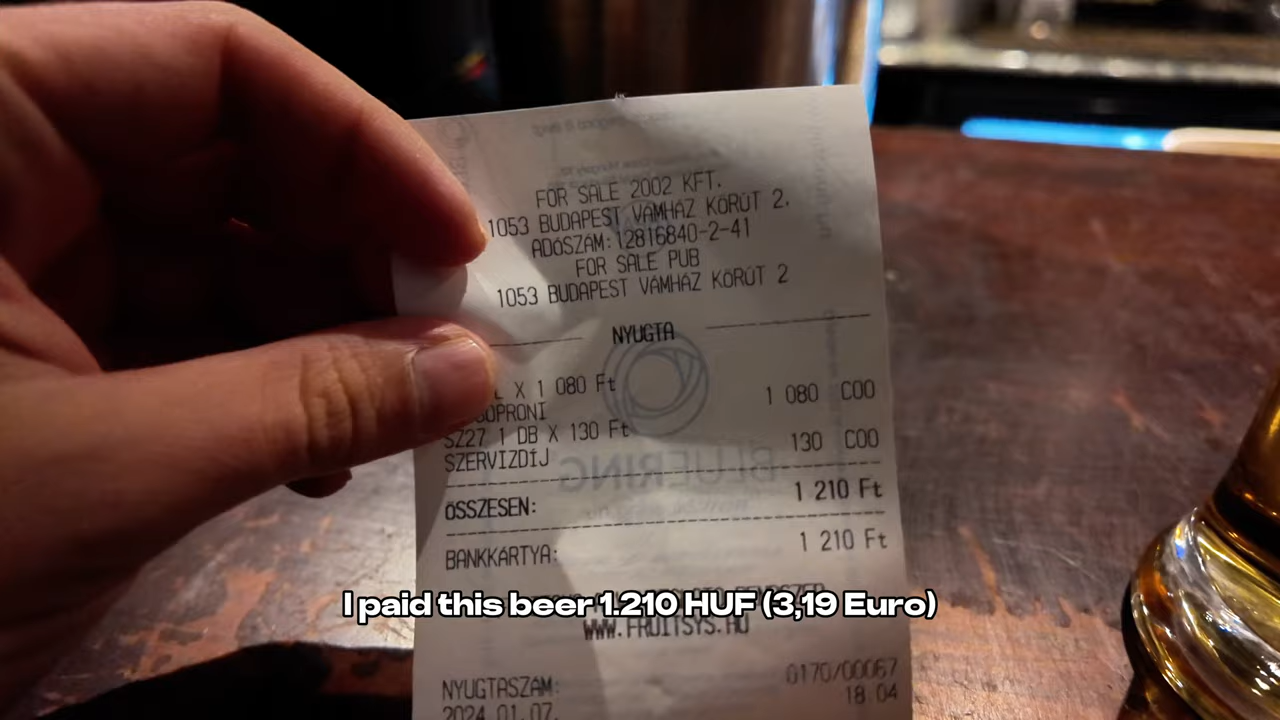 FOR SALE 2002 KFT.
1053 BUDAPEST VÁMHÁZ KÖRÚT 2.
ADÓSZÁM:12816840-2-41
FOR SALE PUB
1053 BUDAPEST VÁMHÁZ KÖRÚT 2
NYUGTA
L X 1 080 Ft
1 080 C00
SOPRONI
SZ27 1 DB X 130 Ft
130 C00
SZERVIZDÍJ
BLUERING
ÖSSZESEN: 1 210 Ft
BANKKÁRTYA: 1 210 Ft
I paid this beer 1.210 HUF (3,19 Euro)
WWW.FRUITSYS.HU
NYUGTASZÁM: 0170/00067
2024.01.07. 18:04